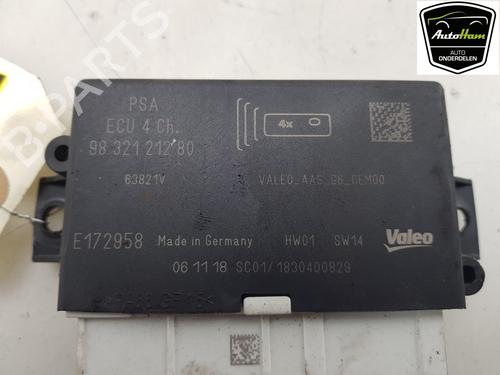 AutoHam
AUTO
ONDERDELEN
B-PARTS
PSA
ECU 4 Ch.
98 321 212 80
4x
63821V
VALEO_AAS_G6_GEM00
E172958
Made in Germany
HW01
SW14
Valeo
06 11 18
SC01/1830400829